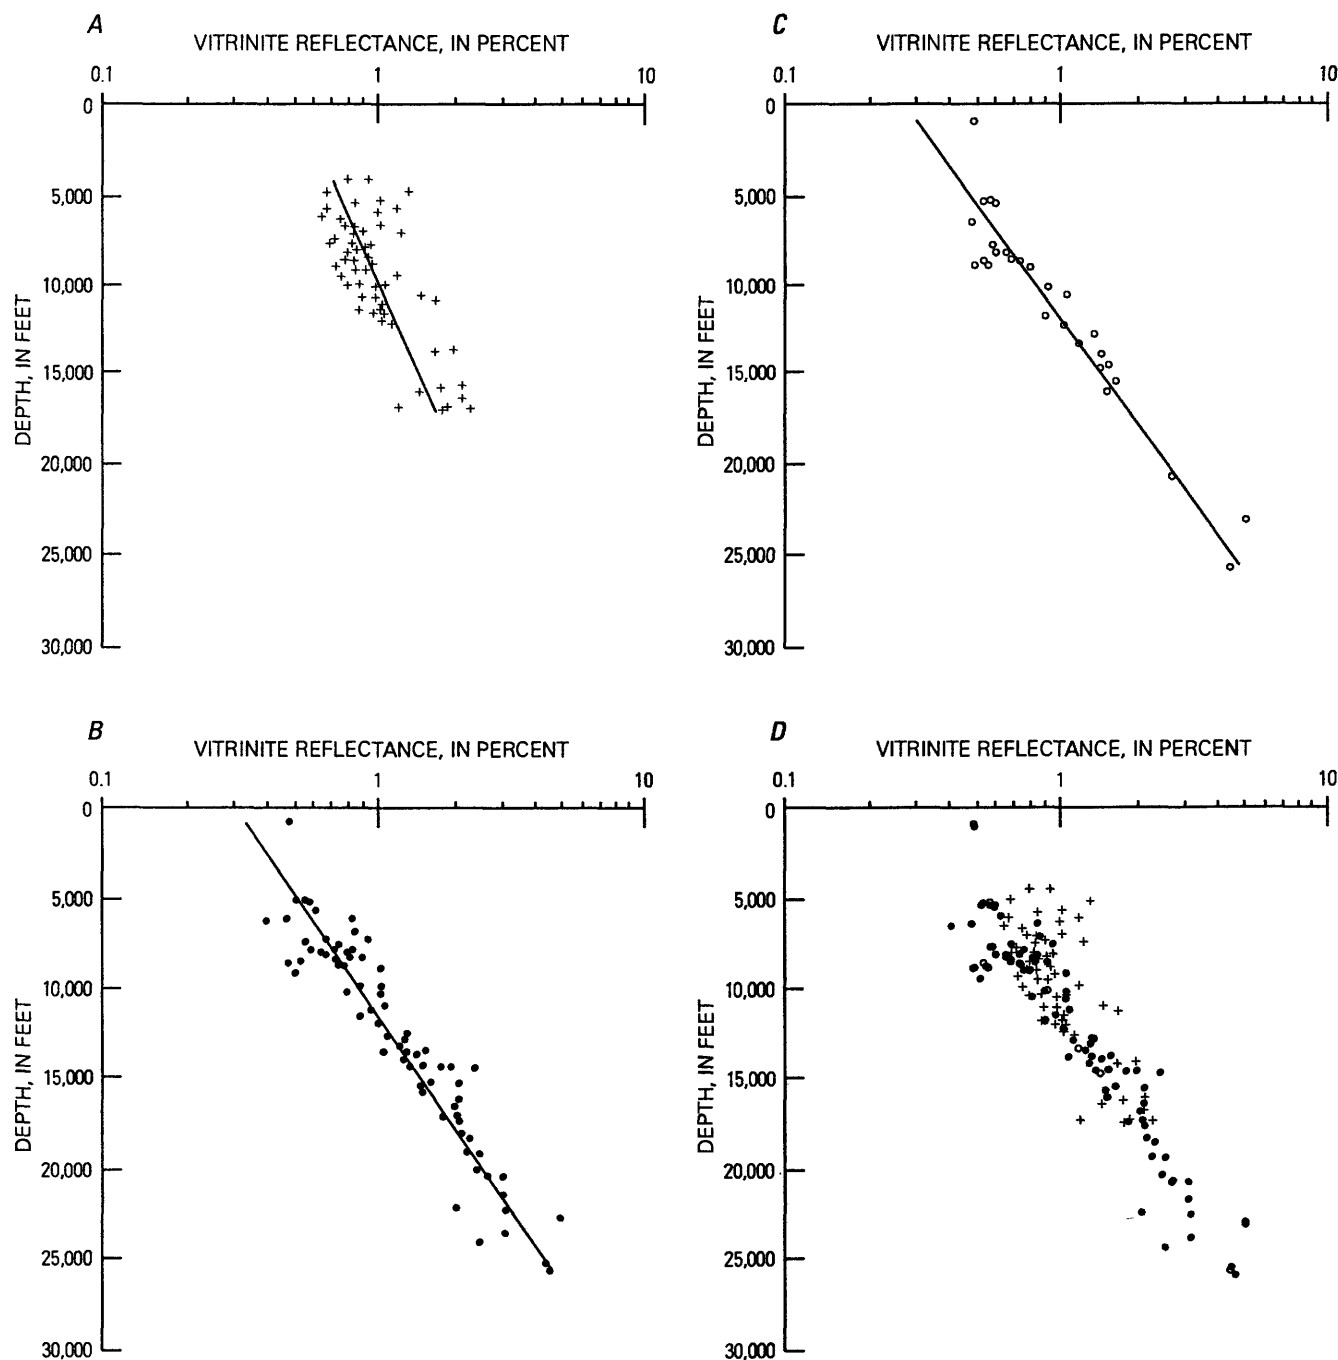 A
VITRINITE REFLECTANCE, IN PERCENT
0.1 1 10
0
5,000
10,000
15,000
20,000
25,000
30,000
DEPTH, IN FEET
C
VITRINITE REFLECTANCE, IN PERCENT
0.1 1 10
0
5,000
10,000
15,000
20,000
25,000
30,000
DEPTH, IN FEET
B
VITRINITE REFLECTANCE, IN PERCENT
0.1 1 10
0
5,000
10,000
15,000
20,000
25,000
30,000
DEPTH, IN FEET
D
VITRINITE REFLECTANCE, IN PERCENT
0.1 1 10
0
5,000
10,000
15,000
20,000
25,000
30,000
DEPTH, IN FEET